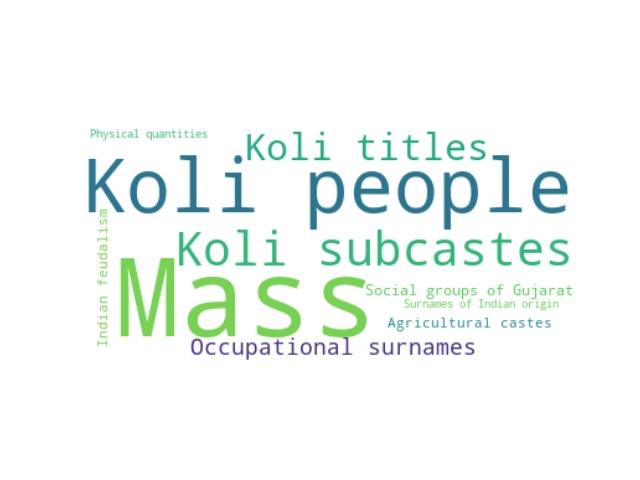 Physical quantities
Koli titles
Koli people
Indian feudalism
Koli subcastes
Mass
Social groups of Gujarat
Surnames of Indian origin
Agricultural castes
Occupational surnames